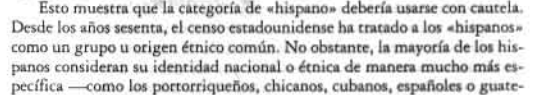 Esto muestra que la categoría de «hispano» debería usarse con cautela.
Desde los años sesenta, el censo estadounidense ha tratado a los «hispanos»
como un grupo u origen étnico común. No obstante, la mayoría de los his-
panos consideran su identidad nacional o étnica de manera mucho más es-
pecífica —como los portorriqueños, chicanos, cubanos, españoles o guate-